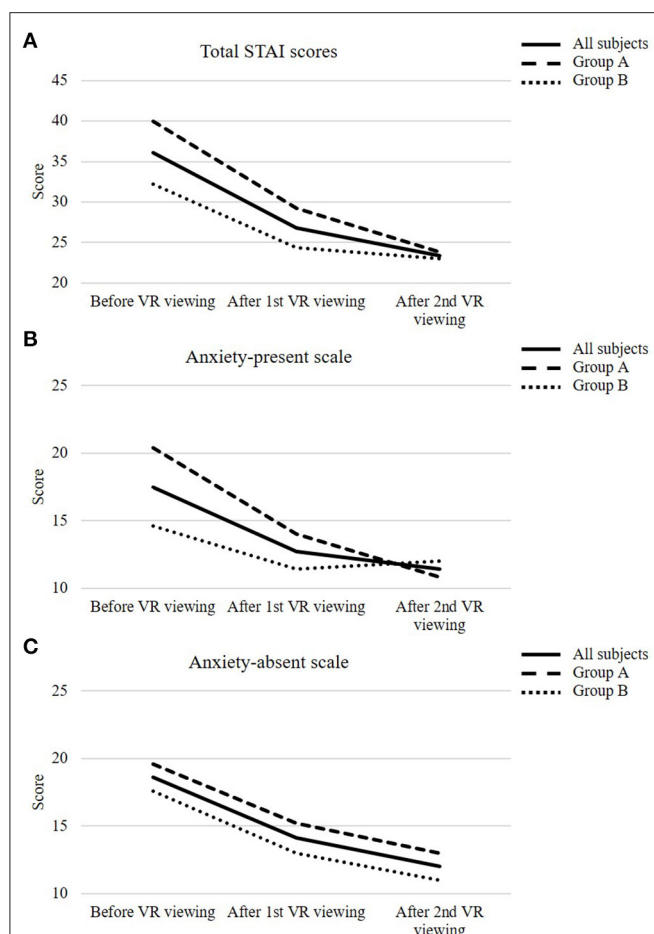 A
Total STAI scores
All subjects
Group A
Group B
45
40
35
30
25
20
Score
Before VR viewing After 1st VR viewing After 2nd VR
viewing
B
Anxiety-present scale
All subjects
Group A
Group B
25
20
15
10
Score
Before VR viewing After 1st VR viewing After 2nd VR
viewing
C
Anxiety-absent scale
All subjects
Group A
Group B
25
20
15
10
Score
Before VR viewing After 1st VR viewing After 2nd VR
viewing